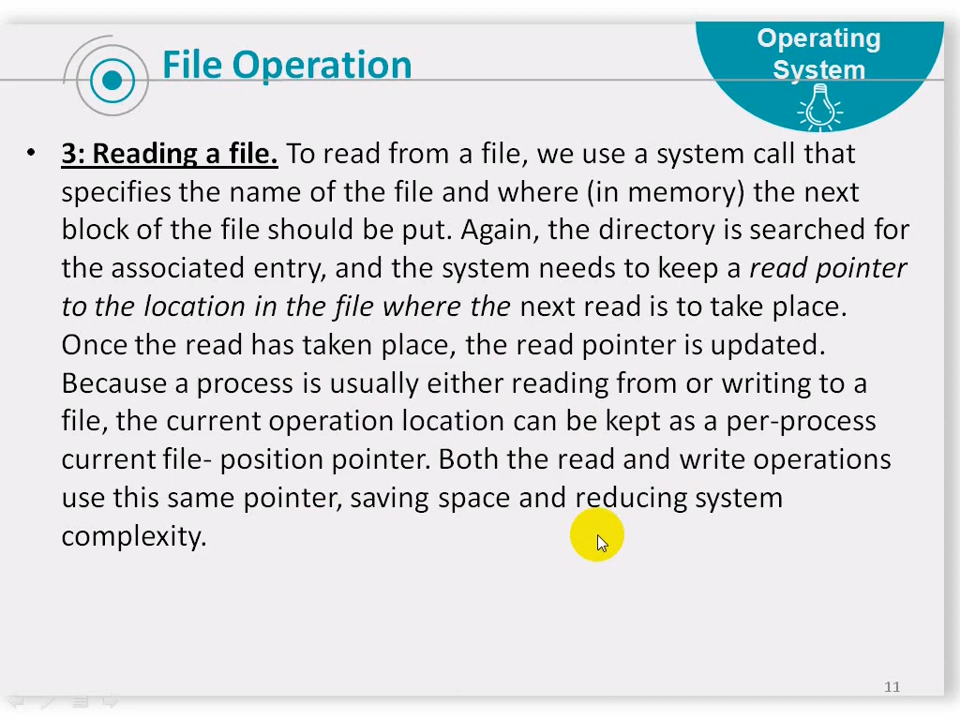 File Operation
Operating
System
• 3: Reading a file. To read from a file, we use a system call that
specifies the name of the file and where (in memory) the next
block of the file should be put. Again, the directory is searched for
the associated entry, and the system needs to keep a read pointer
to the location in the file where the next read is to take place.
Once the read has taken place, the read pointer is updated.
Because a process is usually either reading from or writing to a
file, the current operation location can be kept as a per-process
current file- position pointer. Both the read and write operations
use this same pointer, saving space and reducing system
complexity.
11